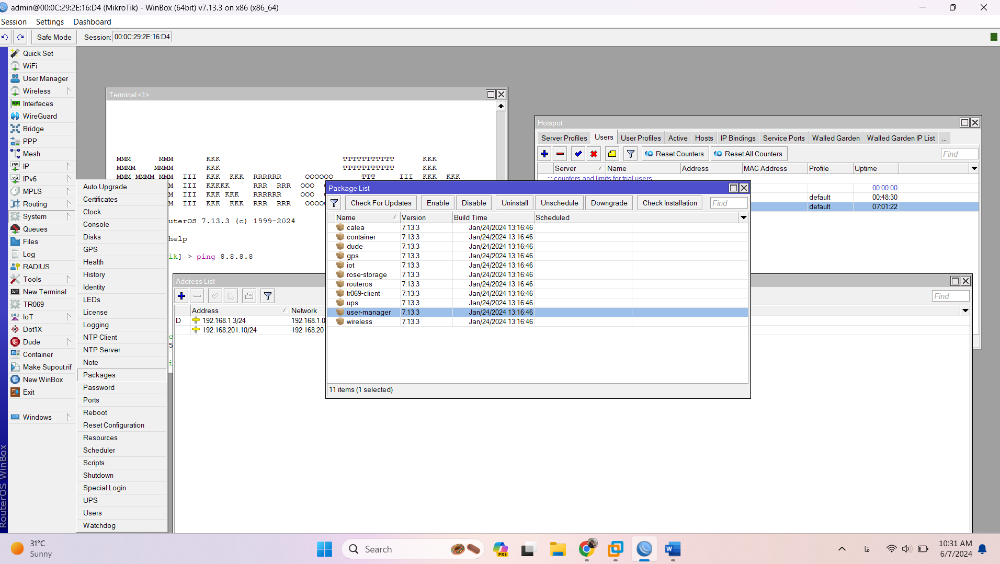 admin@00:0C:29:2E:16:D4 (MikroTik) - WinBox (64bit) v7.13.3 on x86 (x86_64)
Session Settings Dashboard
Safe Mode Session: 00:0C:29:2E:16:D4
Quick Set
WiFi
User Manager
Wireless
Interfaces
WireGuard
Bridge
PPP
Mesh
IP
IPv6
MPLS
Routing
System
Queues
Files
Log
RADIUS
Tools
New Terminal
TR069
IoT
Dot1X
Dude
Container
Make Supout.rif
New WinBox
Exit
Windows
RouterOS WinBox
Auto Upgrade
Certificates
Clock
Console
Disks
GPS
Health
History
Identity
LEDs
License
Logging
NTP Client
NTP Server
Note
Packages
Password
Ports
Reboot
Reset Configuration
Resources
Scheduler
Scripts
Shutdown
Special Login
UPS
Users
Watchdog
Terminal <1>
MMM MMM KKK TTTTTTTTTTT KKK
MMMM MMMM KKK TTTTTTTTTTT KKK
MMM MMMM MMM III KKK KKK RRRRRR OOOOOO TTT III KKK KKK
III KKKKK RRR RRR OOO
III KKK KKK RRRRRR OOO
III KKK KKK RRR RRR OOOO
uterOS 7.13.3 (c) 1999-2024
help
ik] > ping 8.8.8.8
Hotspot
Server Profiles Users User Profiles Active Hosts IP Bindings Service Ports Walled Garden Walled Garden IP List ...
Reset Counters Reset All Counters Find
Server Name Address MAC Address Profile Uptime
::: counters and limits for trial users
00:00:00
default 00:48:30
default 07:01:22
Package List
Check For Updates Enable Disable Uninstall Unschedule Downgrade Check Installation Find
Name Version Build Time Scheduled
calea 7.13.3 Jan/24/2024 13:16:46
container 7.13.3 Jan/24/2024 13:16:46
dude 7.13.3 Jan/24/2024 13:16:46
gps 7.13.3 Jan/24/2024 13:16:46
iot 7.13.3 Jan/24/2024 13:16:46
rose-storage 7.13.3 Jan/24/2024 13:16:46
routeros 7.13.3 Jan/24/2024 13:16:46
tr069-client 7.13.3 Jan/24/2024 13:16:46
ups 7.13.3 Jan/24/2024 13:16:46
user-manager 7.13.3 Jan/24/2024 13:16:46
wireless 7.13.3 Jan/24/2024 13:16:46
11 items (1 selected)
Address List
Find
Address Network
D 192.168.1.3/24 192.168.1.0
192.168.201.10/24 192.168.201
31°C
Sunny
Search
PRE
فا
10:31 AM
6/7/2024